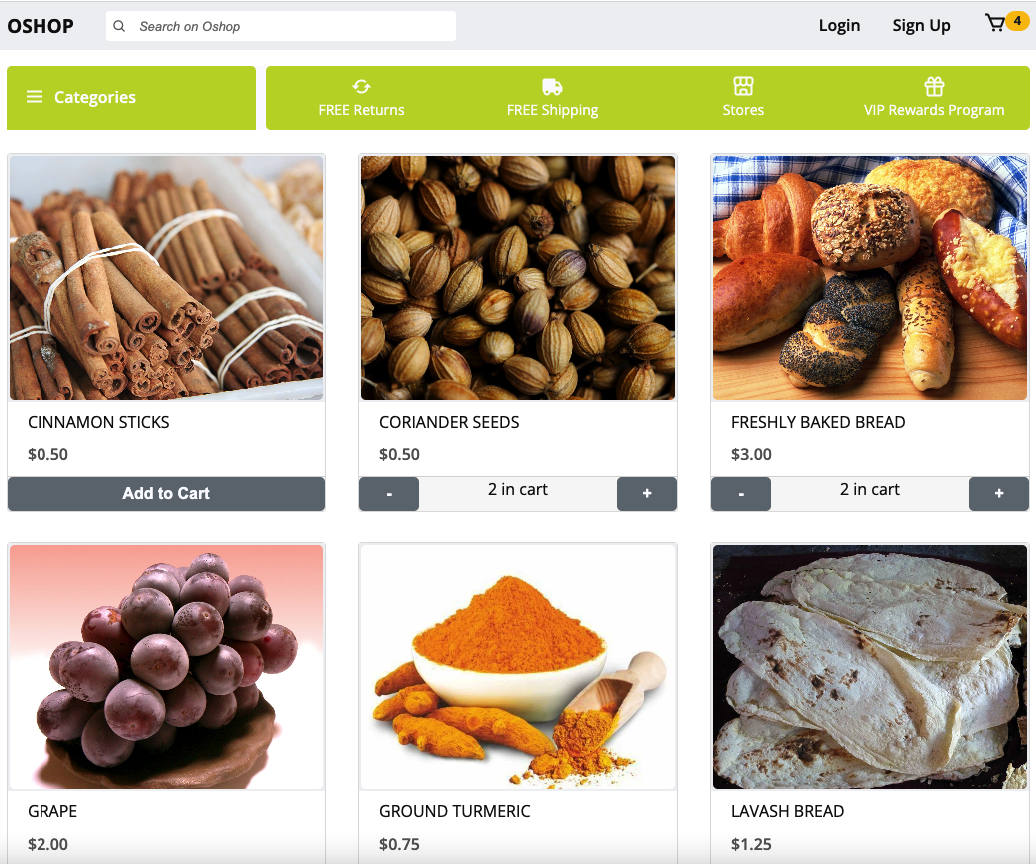 OSHOP
Search on Oshop
Login
Sign Up
4
Categories
FREE Returns
FREE Shipping
Stores
VIP Rewards Program
CINNAMON STICKS
$0.50
Add to Cart
CORIANDER SEEDS
$0.50
- 2 in cart +
FRESHLY BAKED BREAD
$3.00
- 2 in cart +
GRAPE
$2.00
GROUND TURMERIC
$0.75
LAVASH BREAD
$1.25